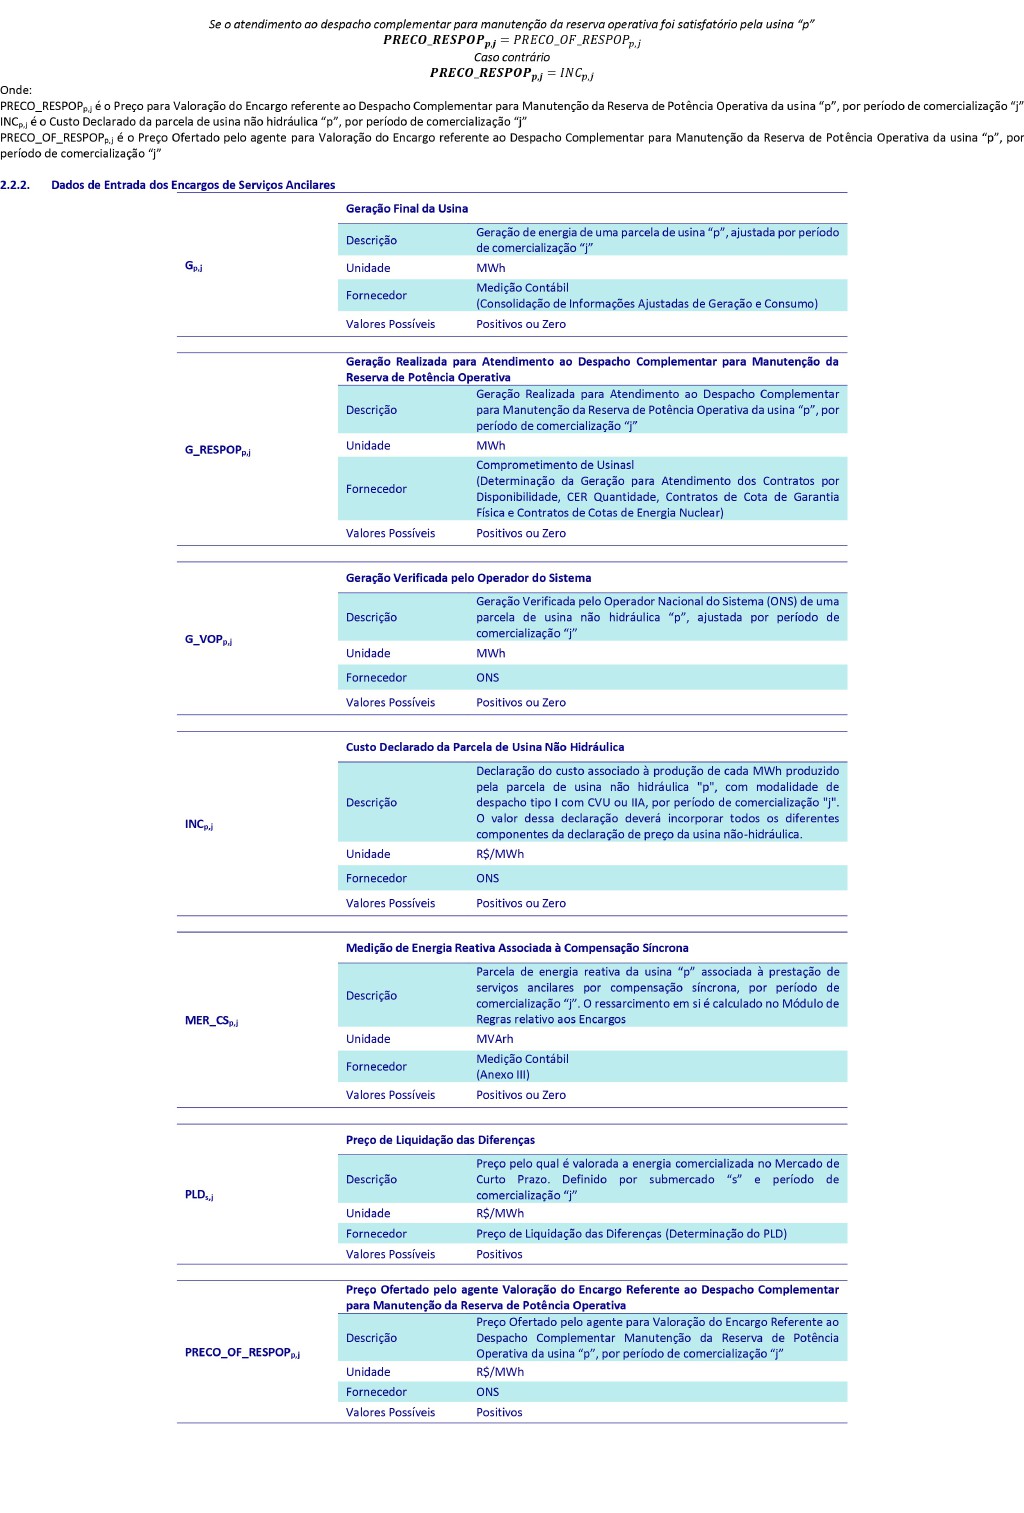 Se o atendimento ao despacho complementar para manutenção da reserva operativa foi satisfatório pela usina “p”
PRECO_RESPOPp,j = PRECO_OF_RESPOPp,j
Caso contrário
PRECO_RESPOPp,j = INCp,j
Onde:
PRECO_RESPOPp,j é o Preço para Valoração do Encargo referente ao Despacho Complementar para Manutenção da Reserva de Potência Operativa da usina “p”, por período de comercialização “j”
INCp,j é o Custo Declarado da parcela de usina não hidráulica “p”, por período de comercialização “j”
PRECO_OF_RESPOPp,j é o Preço Ofertado pelo agente para Valoração do Encargo referente ao Despacho Complementar para Manutenção da Reserva de Potência Operativa da usina “p”, por
período de comercialização “j”
2.2.2. Dados de Entrada dos Encargos de Serviços Ancilares
Gp,j
Geração Final da Usina
Descrição
Geração de energia de uma parcela de usina “p”, ajustada por período
de comercialização “j”
Unidade MWh
Fornecedor
Medição Contábil
(Consolidação de Informações Ajustadas de Geração e Consumo)
Valores Possíveis Positivos ou Zero
G_RESPOPp,j
Geração Realizada para Atendimento ao Despacho Complementar para Manutenção da
Reserva de Potência Operativa
Descrição
Geração Realizada para Atendimento ao Despacho Complementar
para Manutenção da Reserva de Potência Operativa da usina “p”, por
período de comercialização “j”
Unidade MWh
Fornecedor
Comprometimento de Usinasl
(Determinação da Geração para Atendimento dos Contratos por
Disponibilidade, CER Quantidade, Contratos de Cota de Garantia
Física e Contratos de Cotas de Energia Nuclear)
Valores Possíveis Positivos ou Zero
G_VOPp,j
Geração Verificada pelo Operador do Sistema
Descrição
Geração Verificada pelo Operador Nacional do Sistema (ONS) de uma
parcela de usina não hidráulica “p”, ajustada por período de
comercialização “j”
Unidade MWh
Fornecedor ONS
Valores Possíveis Positivos ou Zero
INCp,j
Custo Declarado da Parcela de Usina Não Hidráulica
Descrição
Declaração do custo associado à produção de cada MWh produzido
pela parcela de usina não hidráulica "p", com modalidade de
despacho tipo I com CVU ou IIA, por período de comercialização "j".
O valor dessa declaração deverá incorporar todos os diferentes
componentes da declaração de preço da usina não-hidráulica.
Unidade R$/MWh
Fornecedor ONS
Valores Possíveis Positivos ou Zero
MER_CSp,j
Medição de Energia Reativa Associada à Compensação Síncrona
Descrição
Parcela de energia reativa da usina “p” associada à prestação de
serviços ancilares por compensação síncrona, por período de
comercialização “j”. O ressarcimento em si é calculado no Módulo de
Regras relativo aos Encargos
Unidade MVArh
Fornecedor
Medição Contábil
(Anexo III)
Valores Possíveis Positivos ou Zero
PLDs,j
Preço de Liquidação das Diferenças
Descrição
Preço pelo qual é valorada a energia comercializada no Mercado de
Curto Prazo. Definido por submercado “s” e período de
comercialização “j”
Unidade R$/MWh
Fornecedor Preço de Liquidação das Diferenças (Determinação do PLD)
Valores Possíveis Positivos
PRECO_OF_RESPOPp,j
Preço Ofertado pelo agente Valoração do Encargo Referente ao Despacho Complementar
para Manutenção da Reserva de Potência Operativa
Descrição
Preço Ofertado pelo agente para Valoração do Encargo Referente ao
Despacho Complementar Manutenção da Reserva de Potência
Operativa da usina “p”, por período de comercialização “j”
Unidade R$/MWh
Fornecedor ONS
Valores Possíveis Positivos